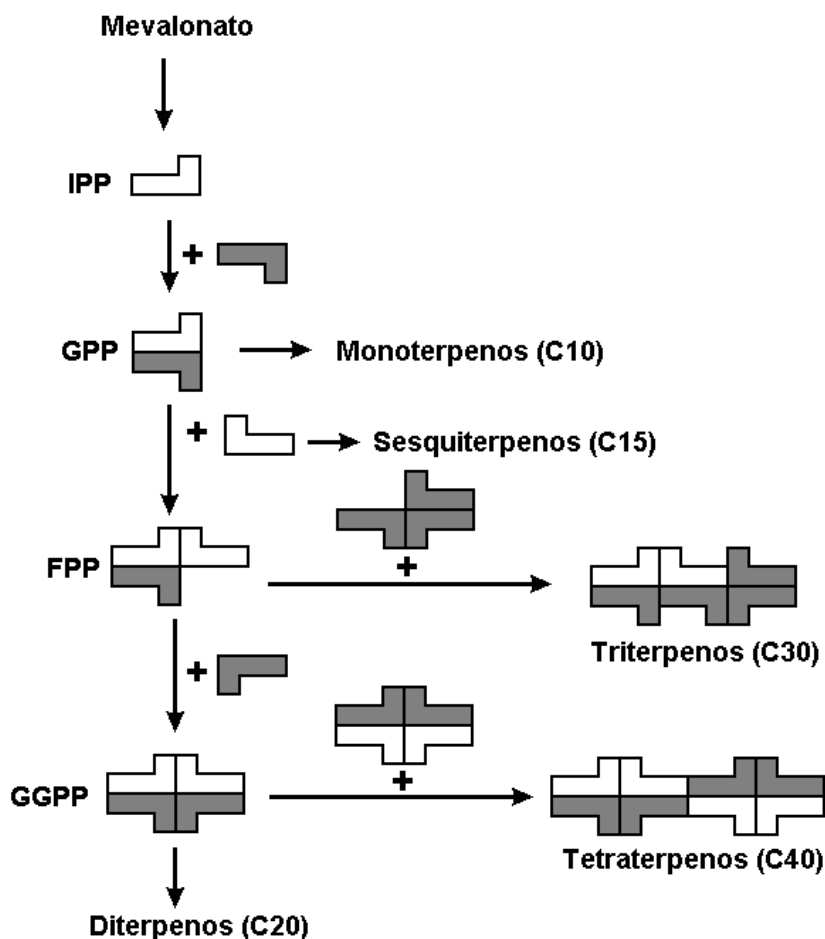 Mevalonato
IPP
+
GPP
Monoterpenos (C10)
+
Sesquiterpenos (C15)
FPP
+
Triterpenos (C30)
+
GGPP
+
Tetraterpenos (C40)
Diterpenos (C20)